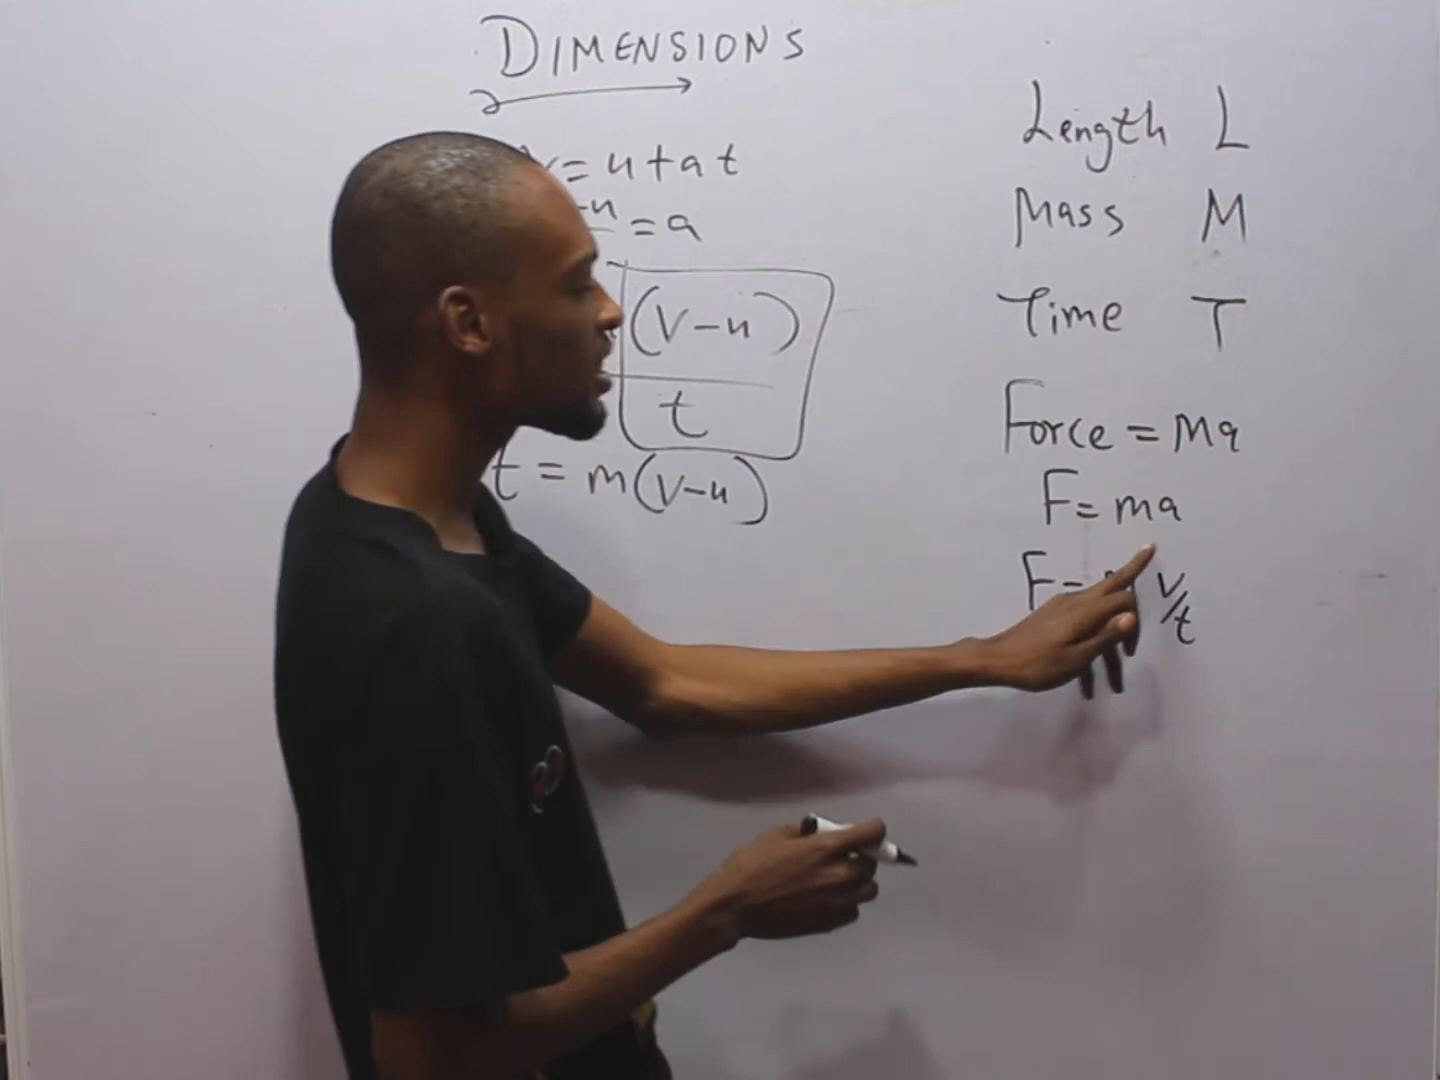 DIMENSIONS
v = u + at
-u = a
(v-u)
t
t = m(v-u)
Length L
Mass M
Time T
Force = ma
F = ma
F = v/t